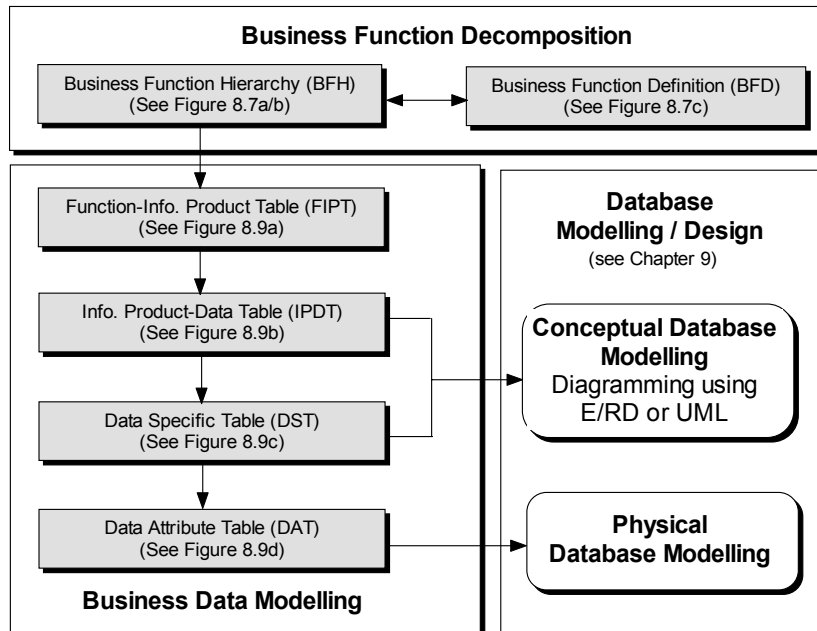 Business Function Decomposition
Business Function Hierarchy (BFH)
(See Figure 8.7a/b)
Business Function Definition (BFD)
(See Figure 8.7c)
Function-Info. Product Table (FIPT)
(See Figure 8.9a)
Info. Product-Data Table (IPDT)
(See Figure 8.9b)
Data Specific Table (DST)
(See Figure 8.9c)
Data Attribute Table (DAT)
(See Figure 8.9d)
Business Data Modelling
Database
Modelling / Design
(see Chapter 9)
Conceptual Database
Modelling
Diagramming using
E/RD or UML
Physical
Database Modelling